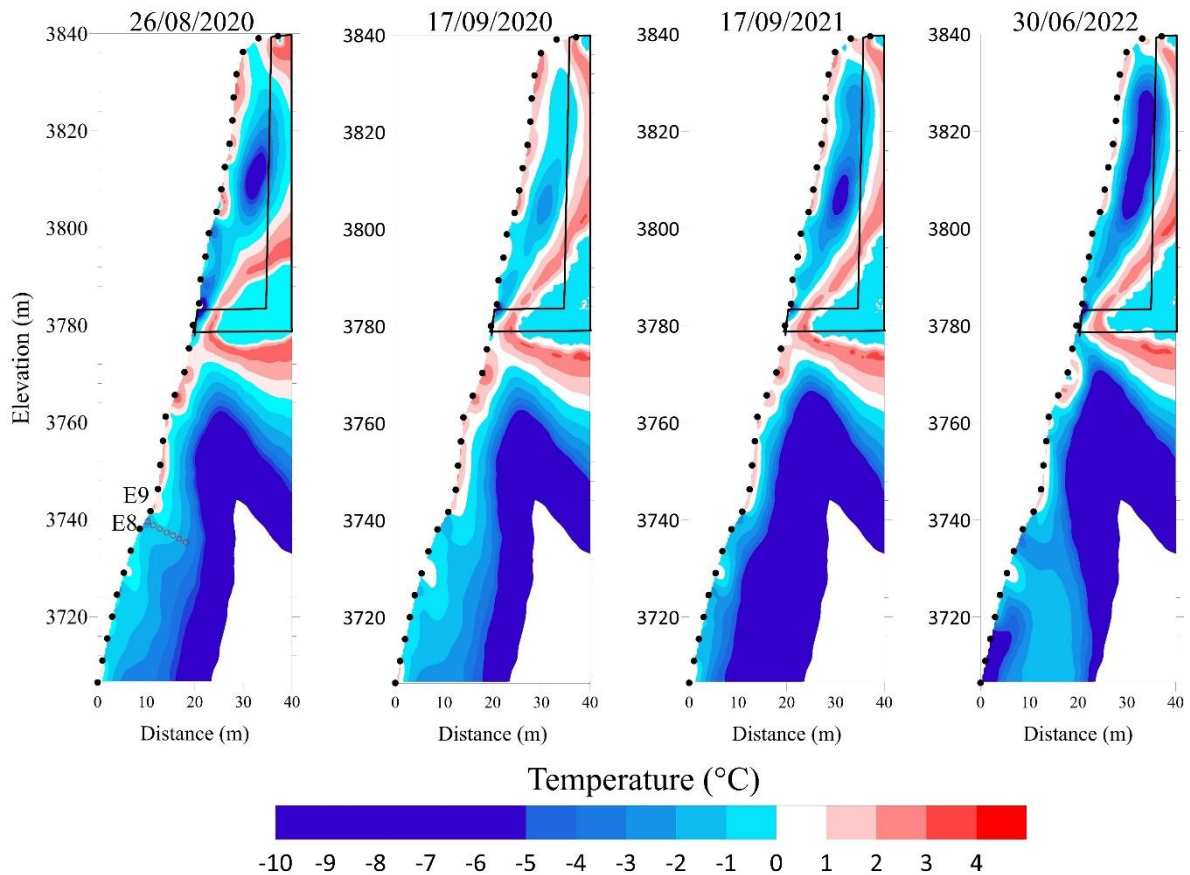 26/08/2020 17/09/2020 17/09/2021 30/06/2022
3840 3840 3840 3840
3820 3820 3820 3820
3800 3800 3800 3800
3780 3780 3780 3780
3760 3760 3760 3760
3740 3740 3740 3740
3720 3720 3720 3720
Elevation (m)
E9
E8
0 10 20 30 40 0 10 20 30 40 0 10 20 30 40 0 10 20 30 40
Distance (m) Distance (m) Distance (m) Distance (m)
Temperature (°C)
-10 -9 -8 -7 -6 -5 -4 -3 -2 -1 0 1 2 3 4